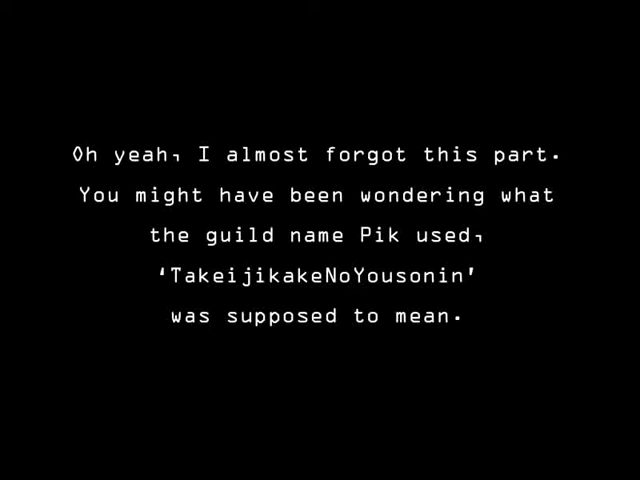 Oh yeah, I almost forgot this part.
You might have been wondering what
the guild name Pik used,
‘TakeijikakeNoYousonin’
was supposed to mean.